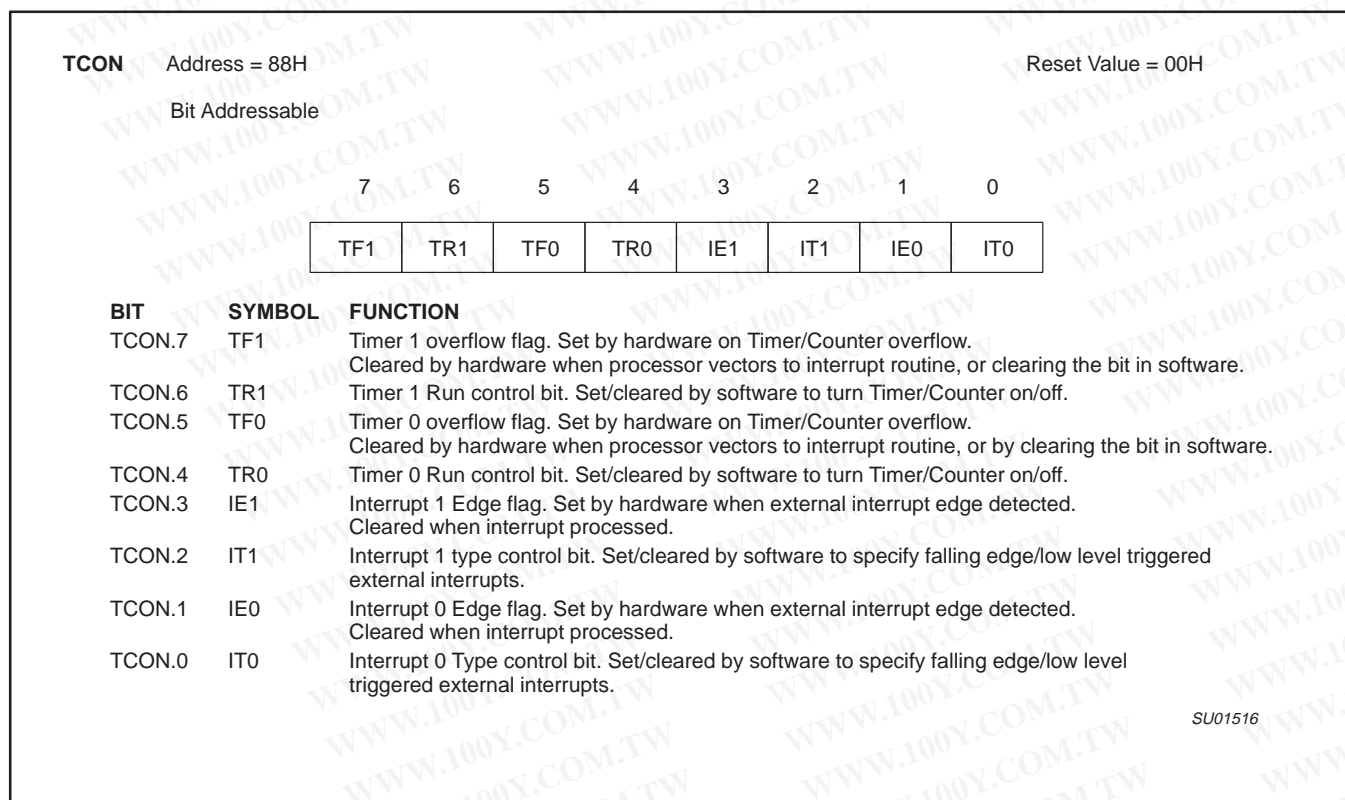 TCON Address = 88H Reset Value = 00H
Bit Addressable
7 6 5 4 3 2 1 0
TF1 TR1 TF0 TR0 IE1 IT1 IE0 IT0
BIT SYMBOL FUNCTION
TCON.7 TF1 Timer 1 overflow flag. Set by hardware on Timer/Counter overflow.
Cleared by hardware when processor vectors to interrupt routine, or clearing the bit in software.
TCON.6 TR1 Timer 1 Run control bit. Set/cleared by software to turn Timer/Counter on/off.
TCON.5 TF0 Timer 0 overflow flag. Set by hardware on Timer/Counter overflow.
Cleared by hardware when processor vectors to interrupt routine, or by clearing the bit in software.
TCON.4 TR0 Timer 0 Run control bit. Set/cleared by software to turn Timer/Counter on/off.
TCON.3 IE1 Interrupt 1 Edge flag. Set by hardware when external interrupt edge detected.
Cleared when interrupt processed.
TCON.2 IT1 Interrupt 1 type control bit. Set/cleared by software to specify falling edge/low level triggered
external interrupts.
TCON.1 IE0 Interrupt 0 Edge flag. Set by hardware when external interrupt edge detected.
Cleared when interrupt processed.
TCON.0 IT0 Interrupt 0 Type control bit. Set/cleared by software to specify falling edge/low level
triggered external interrupts.
SU01516
WWW.100Y.COM.TW